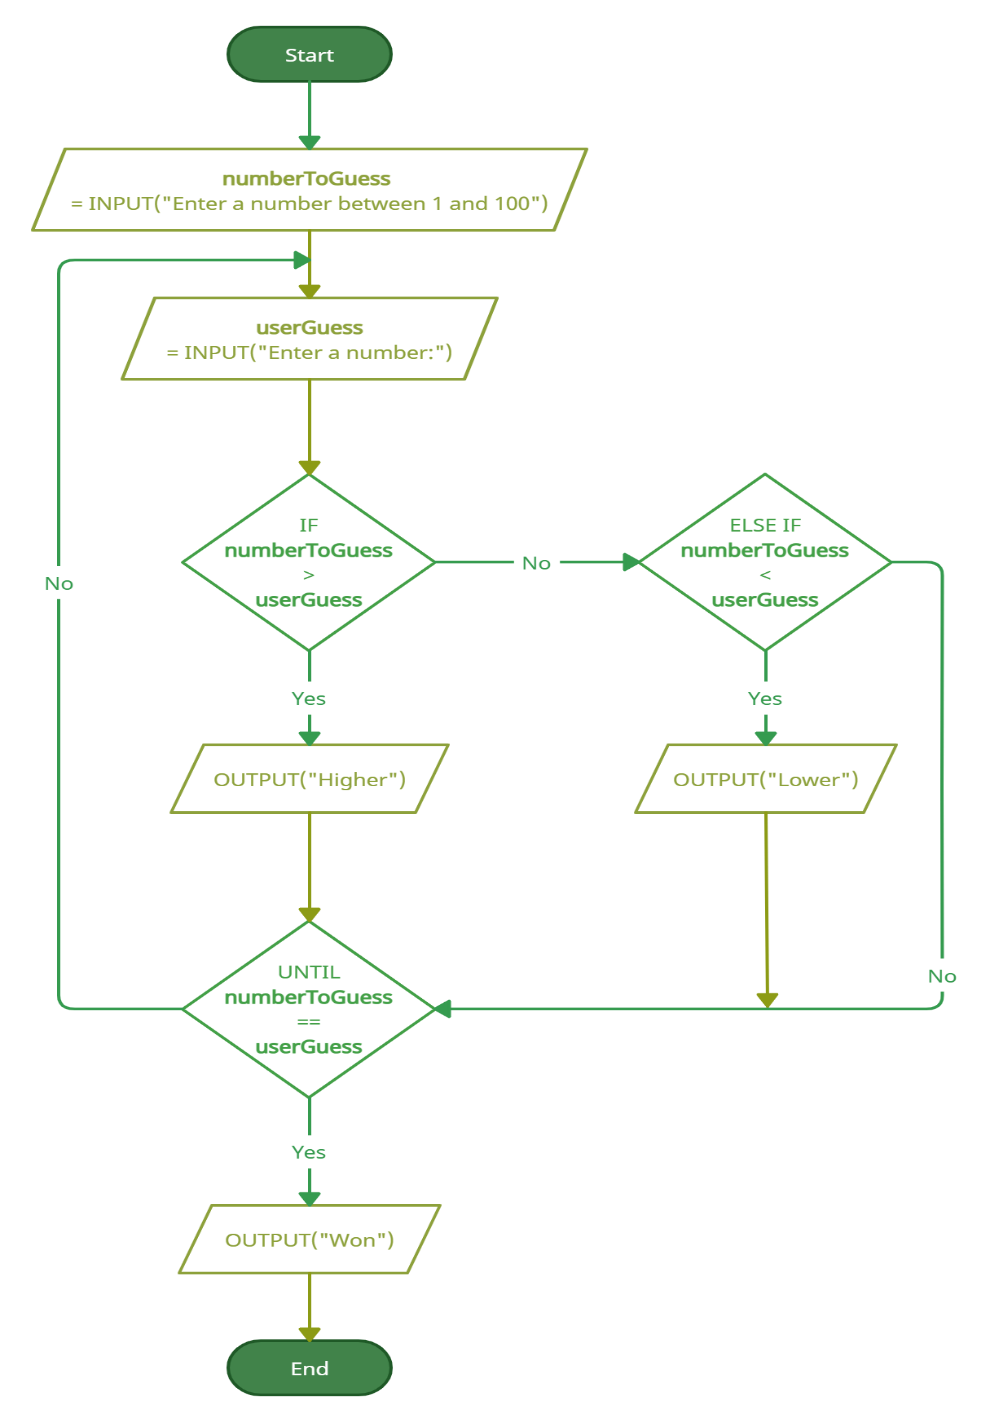 Start
numberToGuess
= INPUT("Enter a number between 1 and 100")
userGuess
= INPUT("Enter a number:")
IF
numberToGuess
>
userGuess
No
ELSE IF
numberToGuess
<
userGuess
No
Yes
Yes
OUTPUT("Higher")
OUTPUT("Lower")
UNTIL
numberToGuess
==
userGuess
No
Yes
OUTPUT("Won")
End